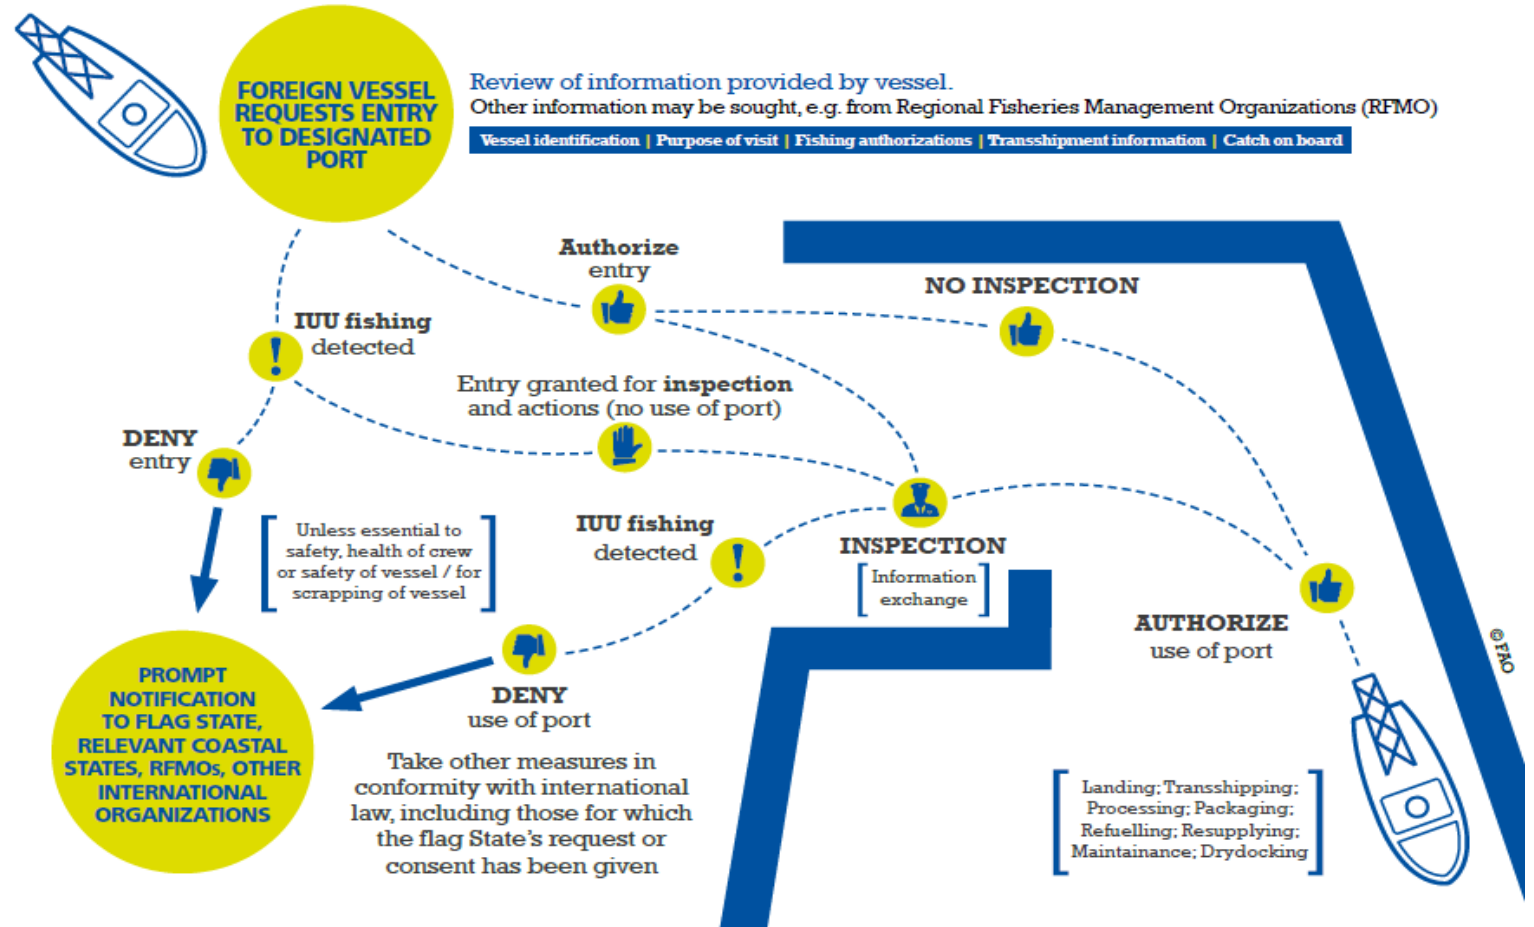 FOREIGN VESSEL
REQUESTS ENTRY
TO DESIGNATED
PORT
Review of information provided by vessel.
Other information may be sought, e.g. from Regional Fisheries Management Organizations (RFMO)
Vessel identification | Purpose of visit | Fishing authorizations | Transshipment information | Catch on board
Authorize
entry
NO INSPECTION
IUU fishing
detected
Entry granted for inspection
and actions (no use of port)
DENY
entry
Unless essential to
safety, health of crew
or safety of vessel / for
scrapping of vessel
IUU fishing
detected
INSPECTION
Information
exchange
AUTHORIZE
use of port
© FAO
PROMPT
NOTIFICATION
TO FLAG STATE,
RELEVANT COASTAL
STATES, RFMOs, OTHER
INTERNATIONAL
ORGANIZATIONS
DENY
use of port
Take other measures in
conformity with international
law, including those for which
the flag State's request or
consent has been given
Landing; Transshipping;
Processing; Packaging;
Refuelling; Resupplying;
Maintainance; Drydocking